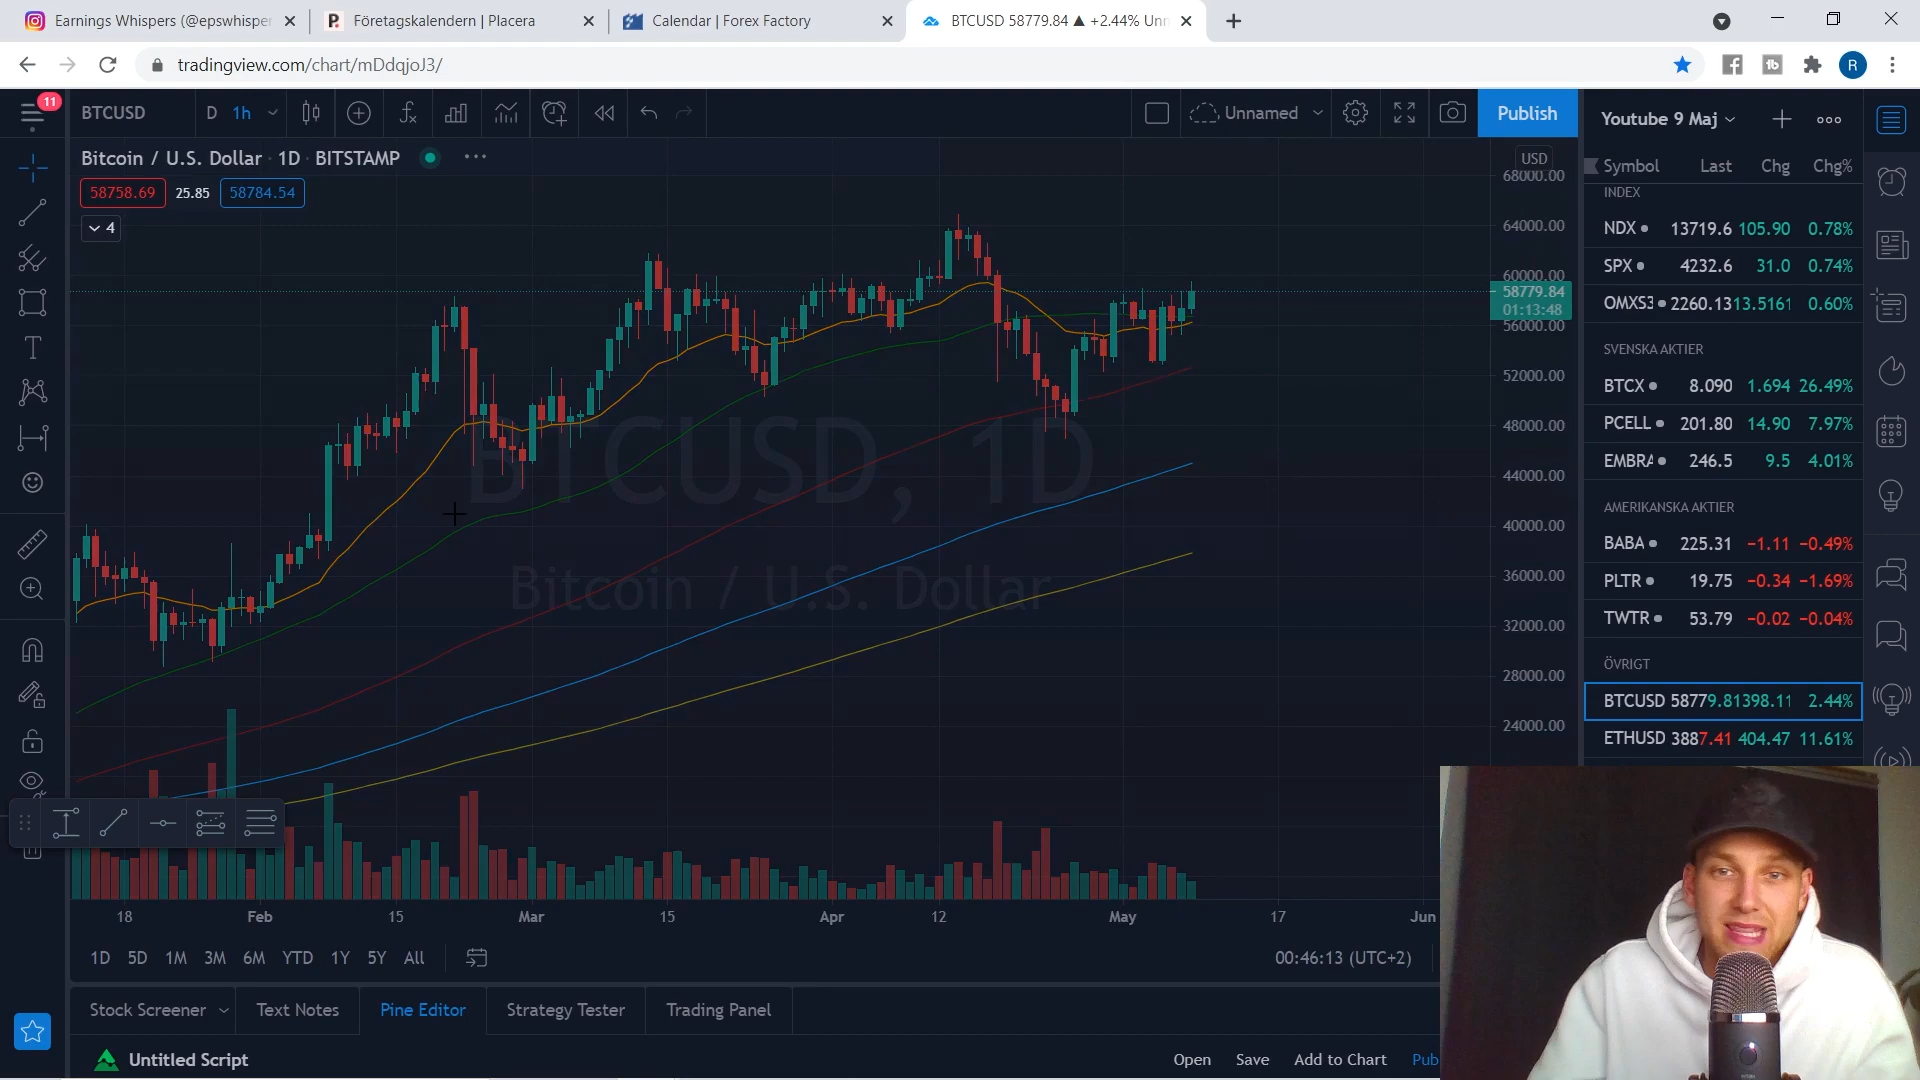 Earnings Whispers (@epswhisper
Företagskalendern | Placera
Calendar | Forex Factory
BTCUSD 58779.84 ▲ +2.44% Unn
tradingview.com/chart/mDdqjoJ3/
R
11
BTCUSD D 1h
Unnamed
Publish
Youtube 9 Maj
Bitcoin / U.S. Dollar · 1D · BITSTAMP
58758.69 25.85 58784.54
4
USD
68000.00
64000.00
60000.00
58779.84
01:13:48
56000.00
52000.00
48000.00
44000.00
40000.00
36000.00
32000.00
28000.00
24000.00
BTCUSD, 1D
Bitcoin / U.S. Dollar
Symbol Last Chg Chg%
INDEX
NDX 13719.6 105.90 0.78%
SPX 4232.6 31.0 0.74%
OMXS3 2260.13 13.5161 0.60%
SVENSKA AKTIER
BTCX 8.090 1.694 26.49%
PCELL 201.80 14.90 7.97%
EMBRA 246.5 9.5 4.01%
AMERIKANSKA AKTIER
BABA 225.31 −1.11 −0.49%
PLTR 19.75 −0.34 −1.69%
TWTR 53.79 −0.02 −0.04%
ÖVRIGT
BTCUSD 58779.81398.11 2.44%
ETHUSD 3887.41 404.47 11.61%
18 Feb 15 Mar 15 Apr 12 May 17 Jun
1D 5D 1M 3M 6M YTD 1Y 5Y All
00:46:13 (UTC+2)
Stock Screener Text Notes Pine Editor Strategy Tester Trading Panel
Untitled Script
Open Save Add to Chart Pub